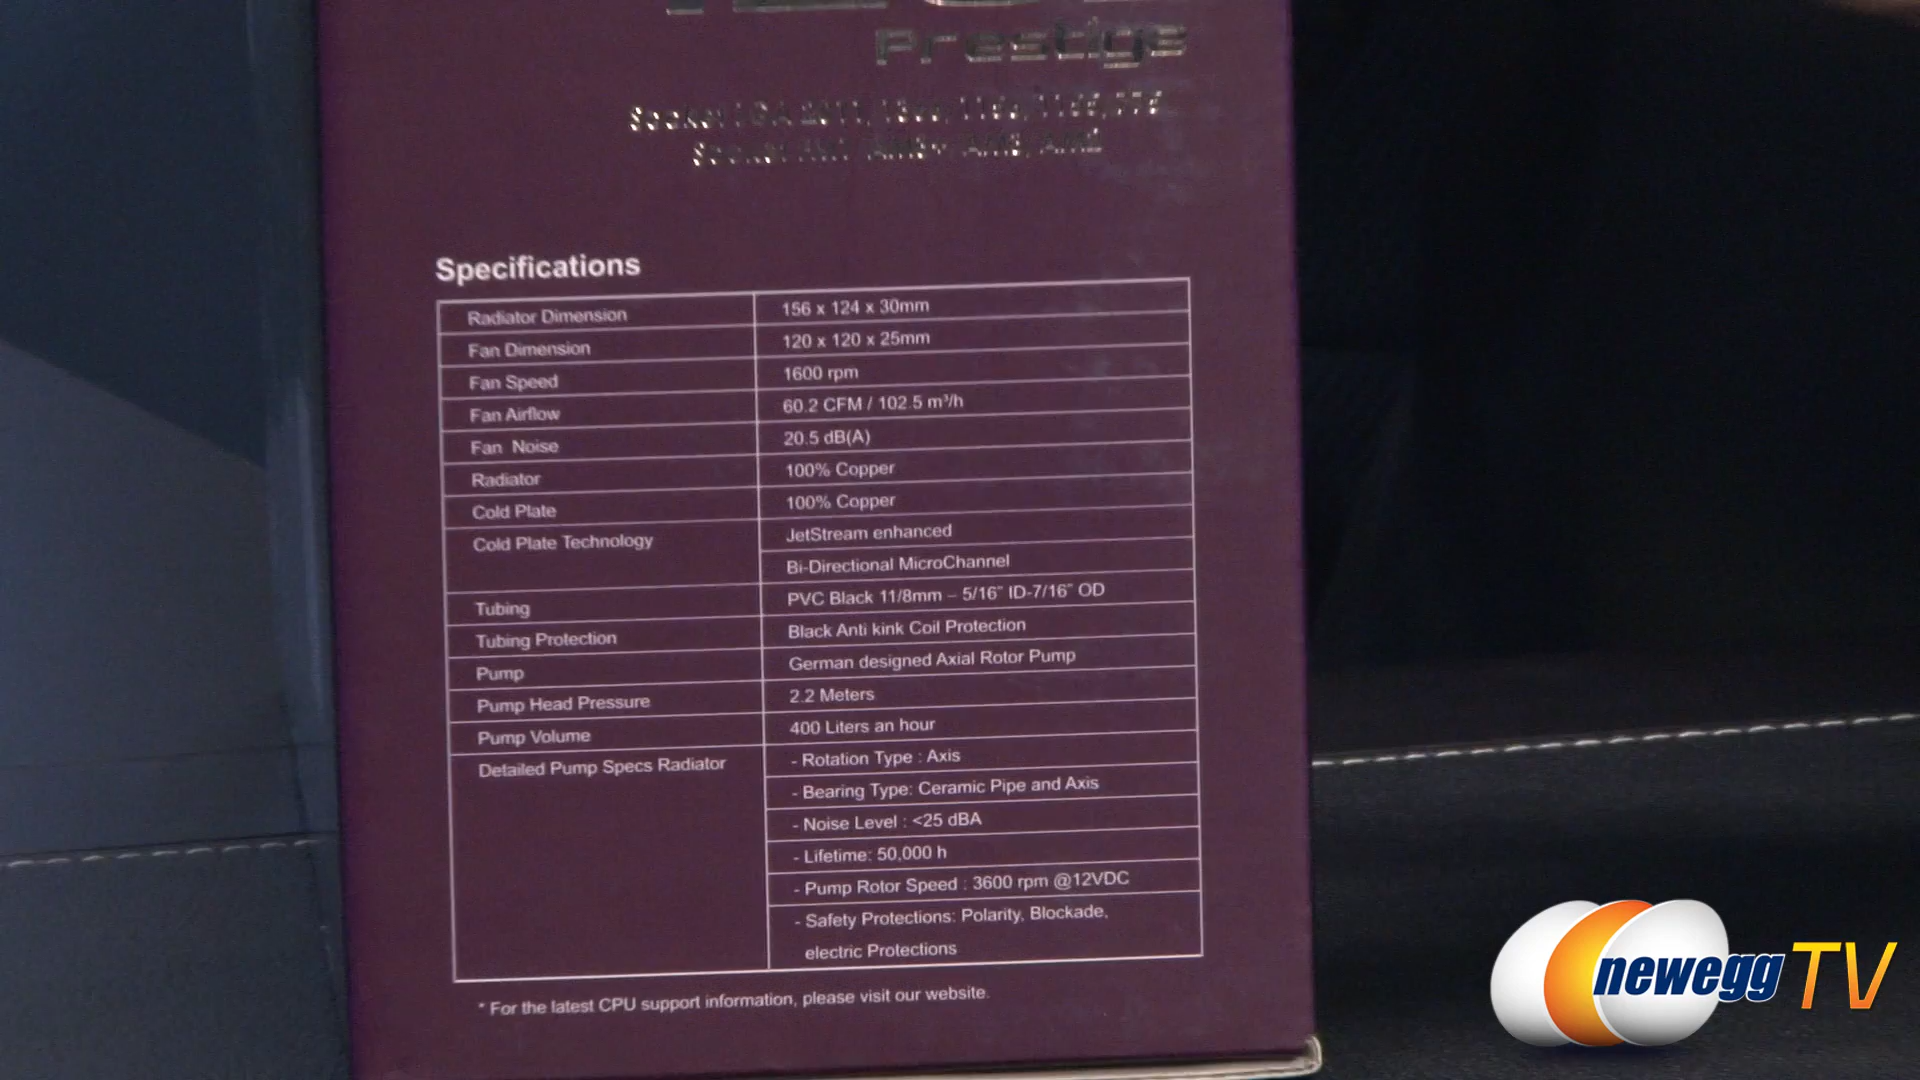 Prestige
Specifications
Radiator Dimension 156 x 124 x 30mm
Fan Dimension 120 x 120 x 25mm
Fan Speed 1600 rpm
Fan Airflow 60.2 CFM / 102.5 m³/h
Fan Noise 20.5 dB(A)
Radiator 100% Copper
Cold Plate 100% Copper
Cold Plate Technology JetStream enhanced
Bi-Directional MicroChannel
Tubing PVC Black 11/8mm – 5/16" ID-7/16" OD
Tubing Protection Black Anti kink Coil Protection
Pump German designed Axial Rotor Pump
Pump Head Pressure 2.2 Meters
Pump Volume 400 Liters an hour
Detailed Pump Specs Radiator - Rotation Type : Axis
- Bearing Type: Ceramic Pipe and Axis
- Noise Level : <25 dBA
- Lifetime: 50,000 h
- Pump Rotor Speed : 3600 rpm @12VDC
- Safety Protections: Polarity, Blockade,
electric Protections
* For the latest CPU support information, please visit our website.
newegg TV